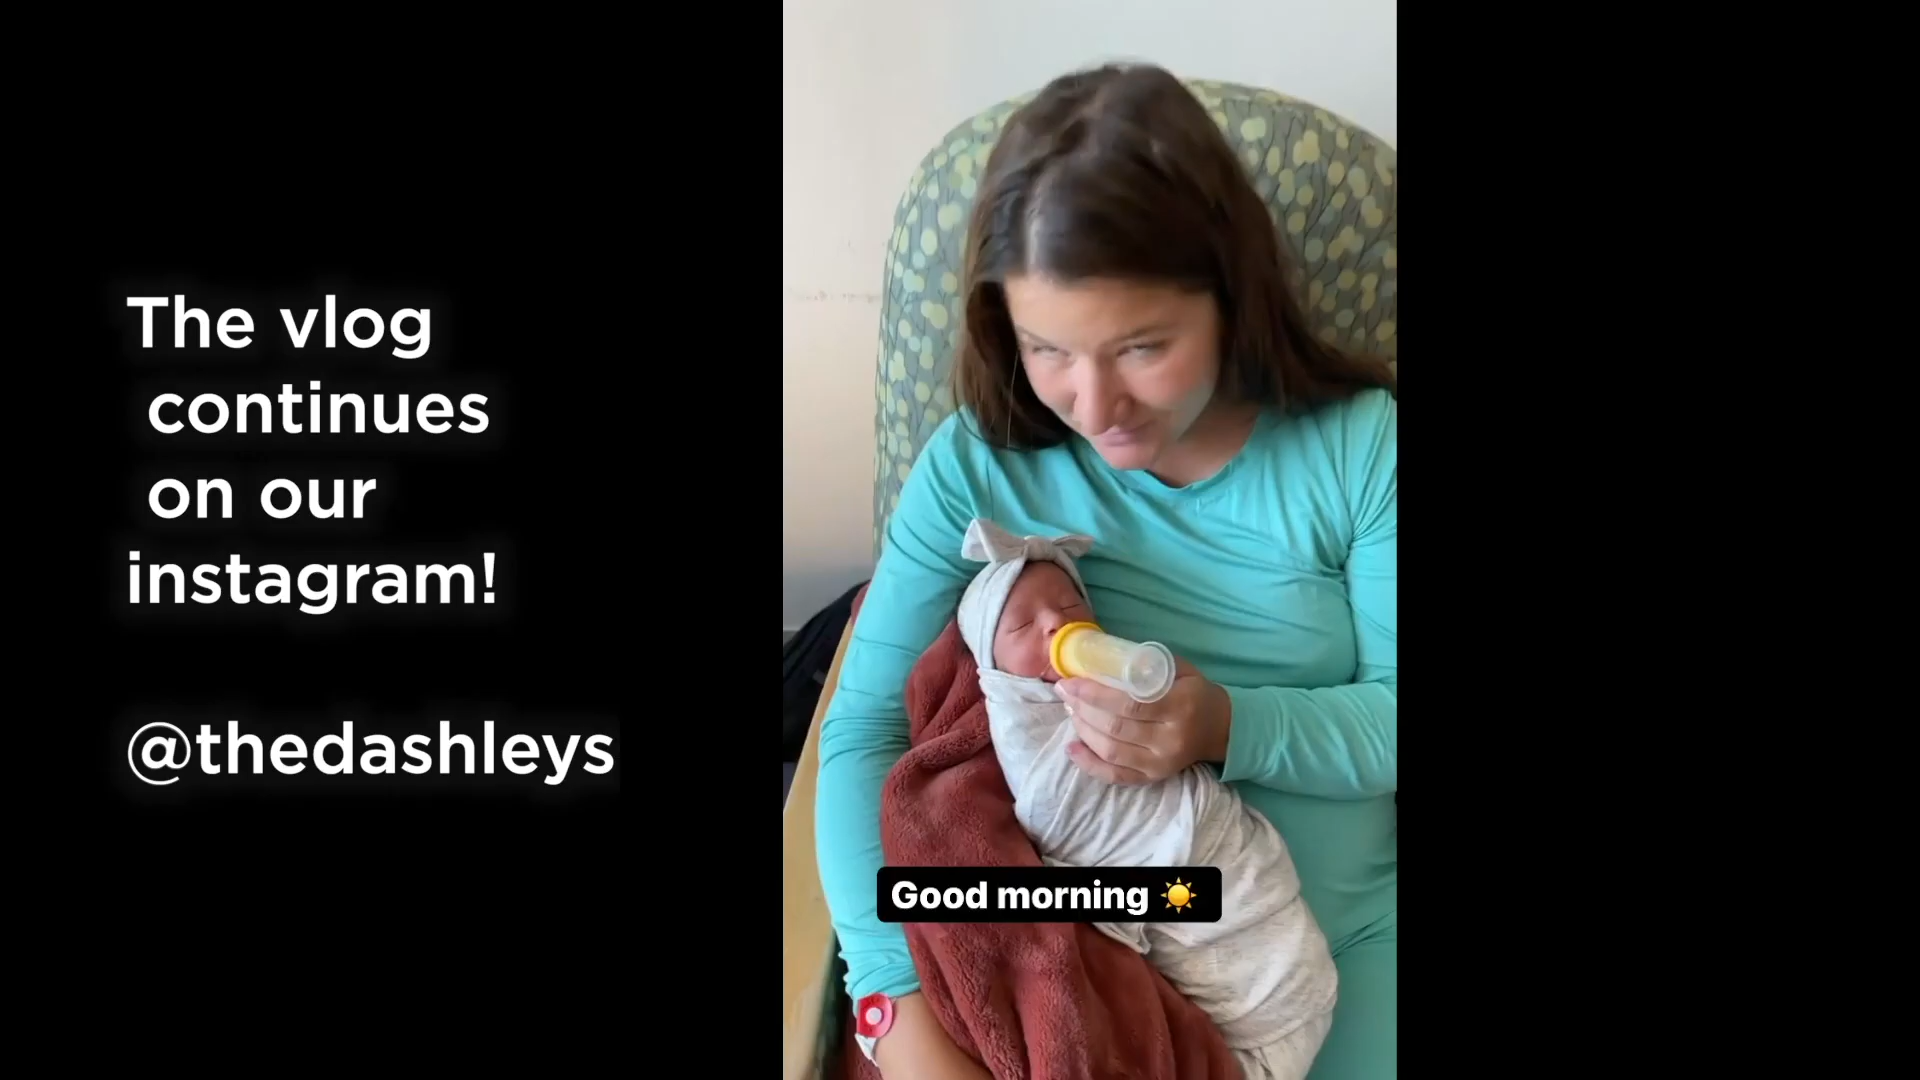 The vlog
continues
on our
instagram!
@thedashleys
Good morning ☀️